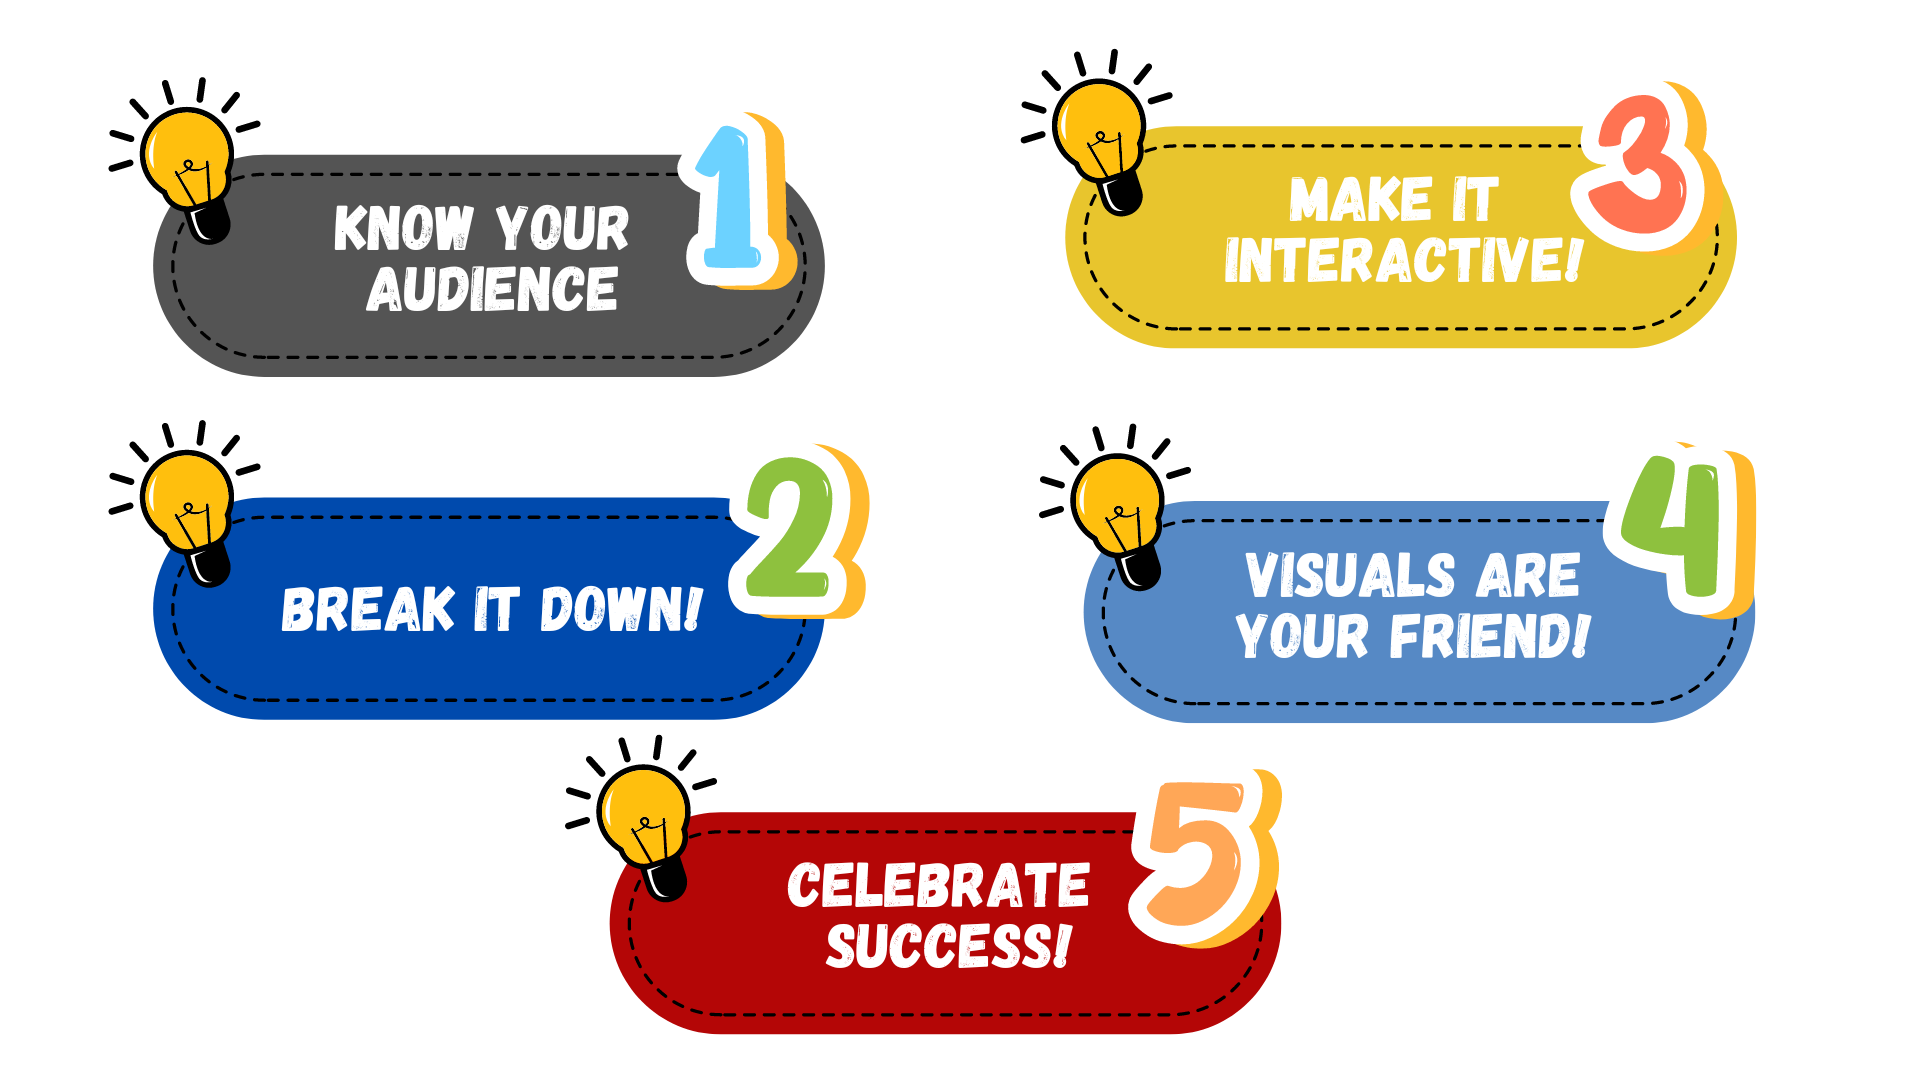 1
KNOW YOUR
AUDIENCE
2
BREAK IT DOWN!
3
MAKE IT
INTERACTIVE!
4
VISUALS ARE
YOUR FRIEND!
5
CELEBRATE
SUCCESS!